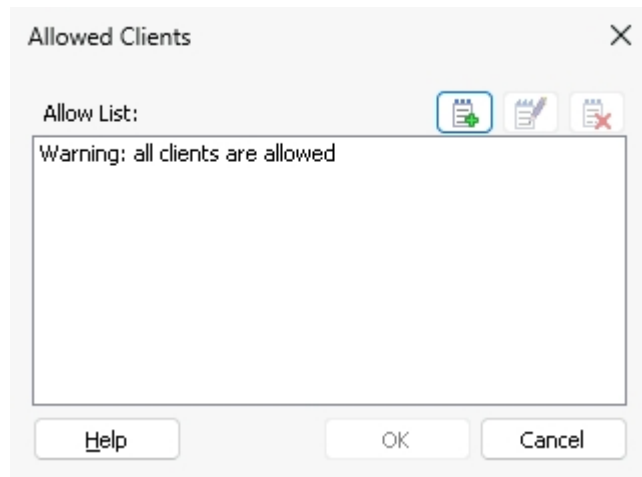 Allowed Clients
Allow List:
Warning: all clients are allowed
Help
OK
Cancel